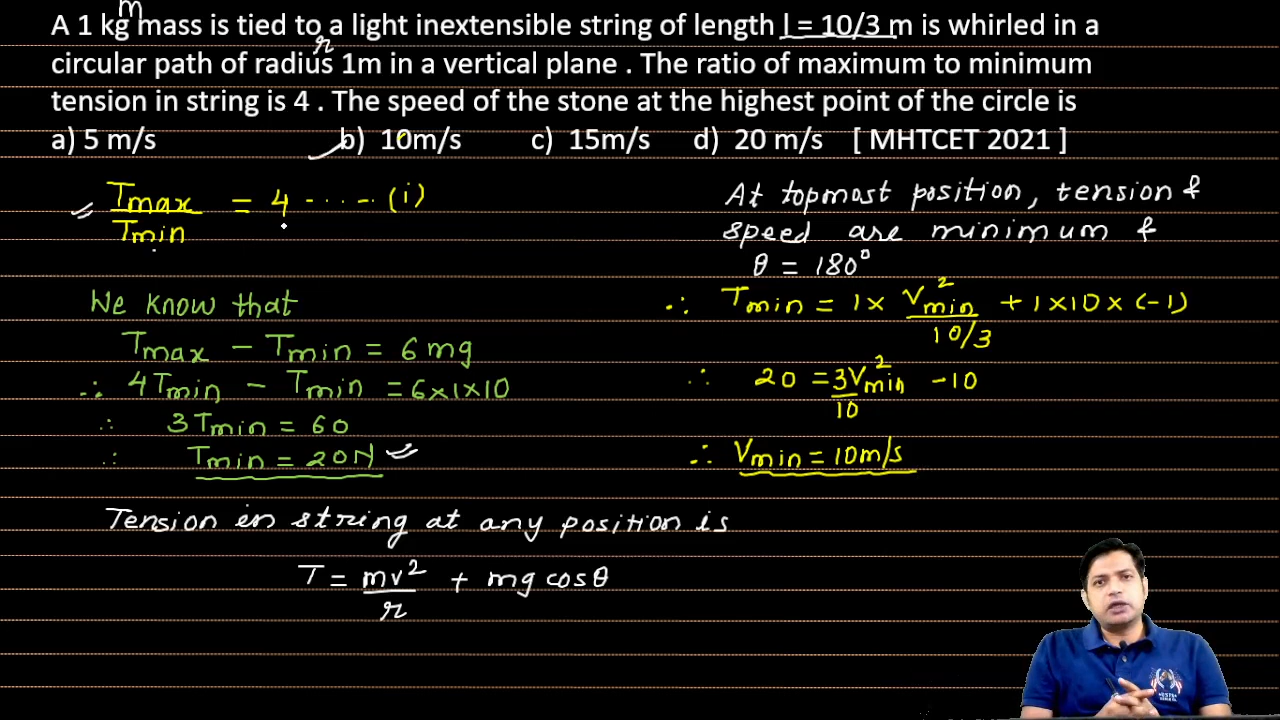 A 1 kg mass is tied to a light inextensible string of length l = 10/3 m is whirled in a
m
r
circular path of radius 1m in a vertical plane . The ratio of maximum to minimum
tension in string is 4 . The speed of the stone at the highest point of the circle is
a) 5 m/s b) 10m/s c) 15m/s d) 20 m/s [ MHTCET 2021 ]
Tmax / Tmin = 4 ----- (i)
We know that
Tmax - Tmin = 6mg
∴ 4Tmin - Tmin = 6×1×10
∴ 3Tmin = 60
∴ Tmin = 20N
Tension in string at any position is
T = mv²/r + mg cosθ
At topmost position, tension &
speed are minimum &
θ = 180°
∴ Tmin = 1× V²min / 10/3 + 1×10×(-1)
∴ 20 = 3V²min / 10 - 10
∴ Vmin = 10m/s